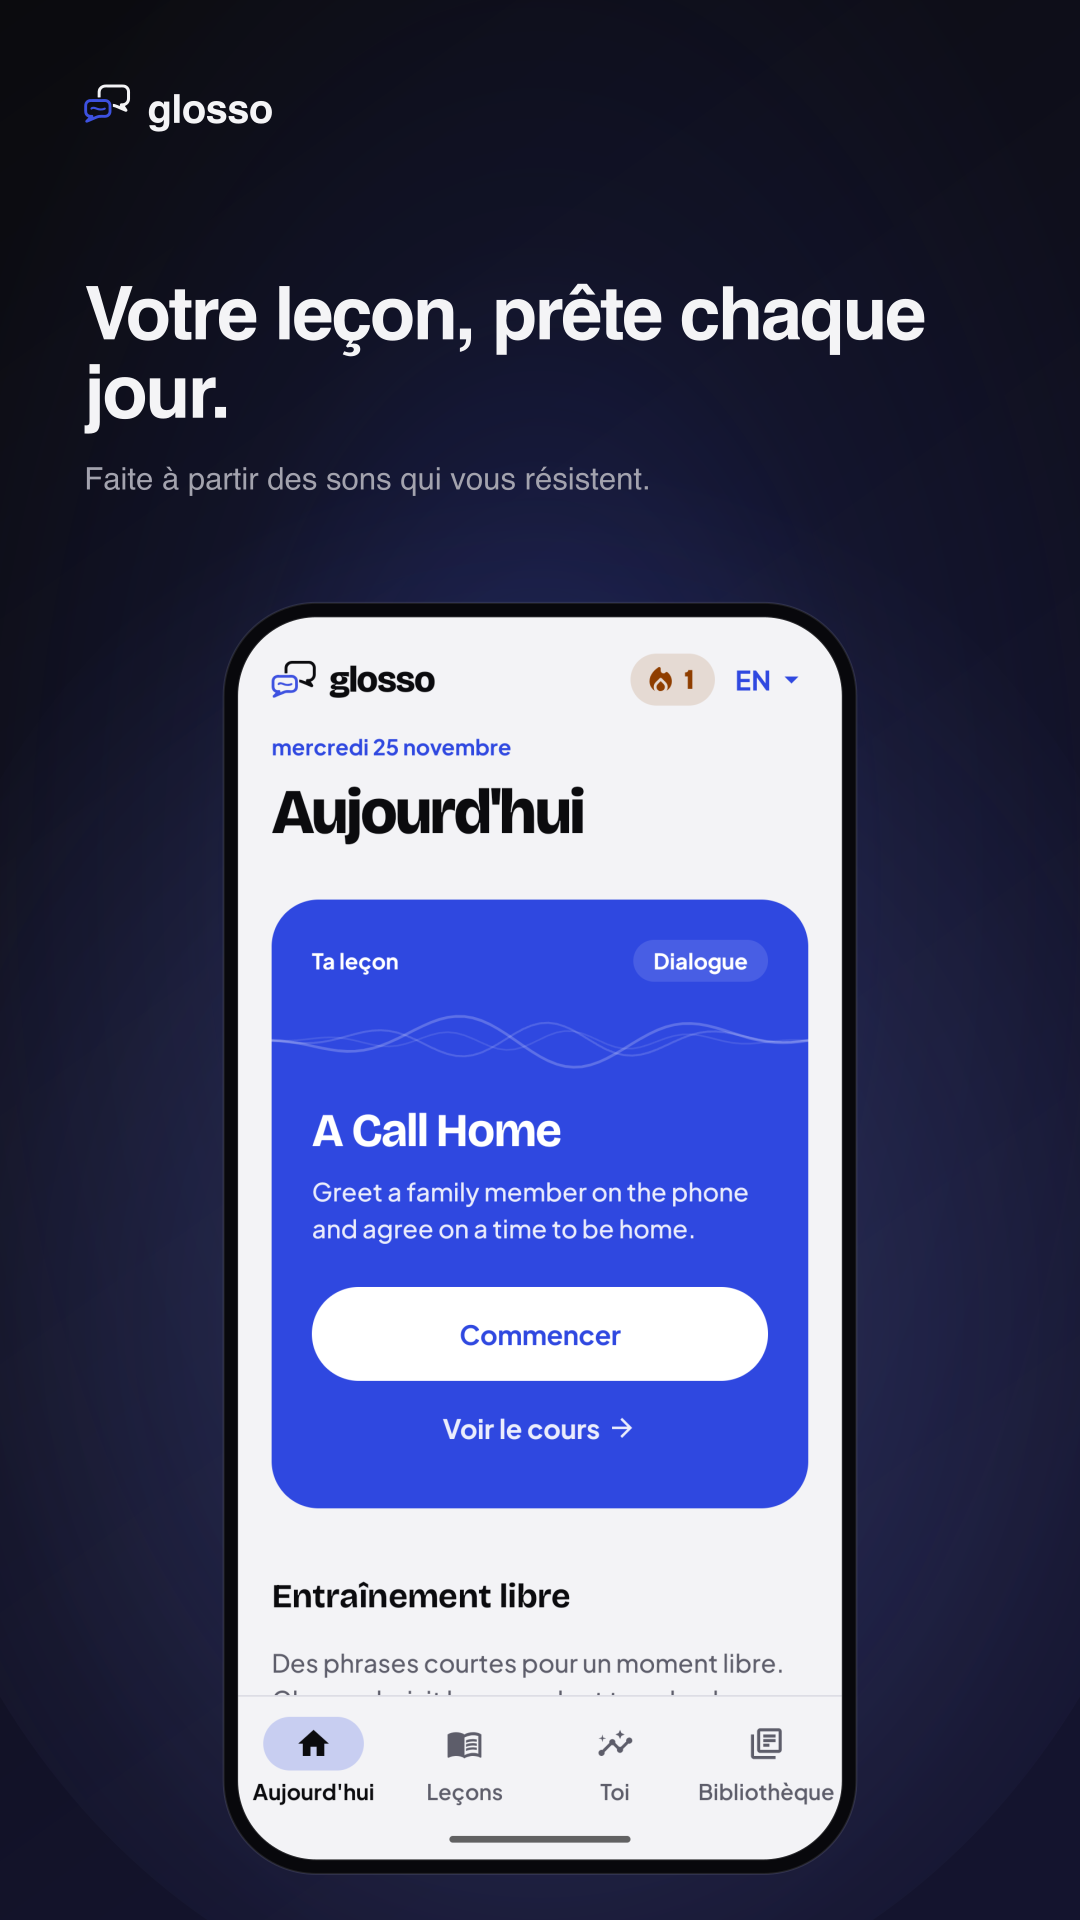 glosso
Votre leçon, prête chaque
jour.
Faite à partir des sons qui vous résistent.
glosso
1
EN
mercredi 25 novembre
Aujourd'hui
Ta leçon
Dialogue
A Call Home
Greet a family member on the phone
and agree on a time to be home.
Commencer
Voir le cours →
Entraînement libre
Des phrases courtes pour un moment libre.
Aujourd'hui
Leçons
Toi
Bibliothèque